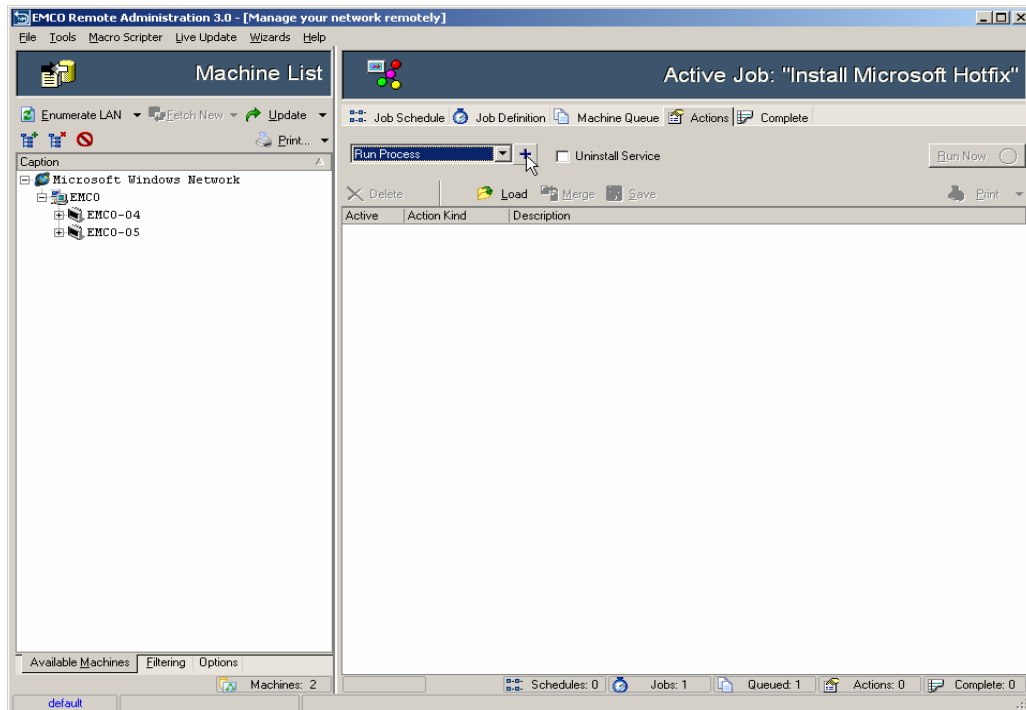 EMCO Remote Administration 3.0 - [Manage your network remotely]
File Tools Macro Scripter Live Update Wizards Help
Machine List
Active Job: "Install Microsoft Hotfix"
Enumerate LAN Fetch New Update
Print...
Job Schedule Job Definition Machine Queue Actions Complete
Caption
Run Process Uninstall Service Run Now
Delete Load Merge Save Print
Active Action Kind Description
Microsoft Windows Network
EMCO
EMCO-04
EMCO-05
Available Machines Filtering Options
Machines: 2
Schedules: 0 Jobs: 1 Queued: 1 Actions: 0 Complete: 0
default